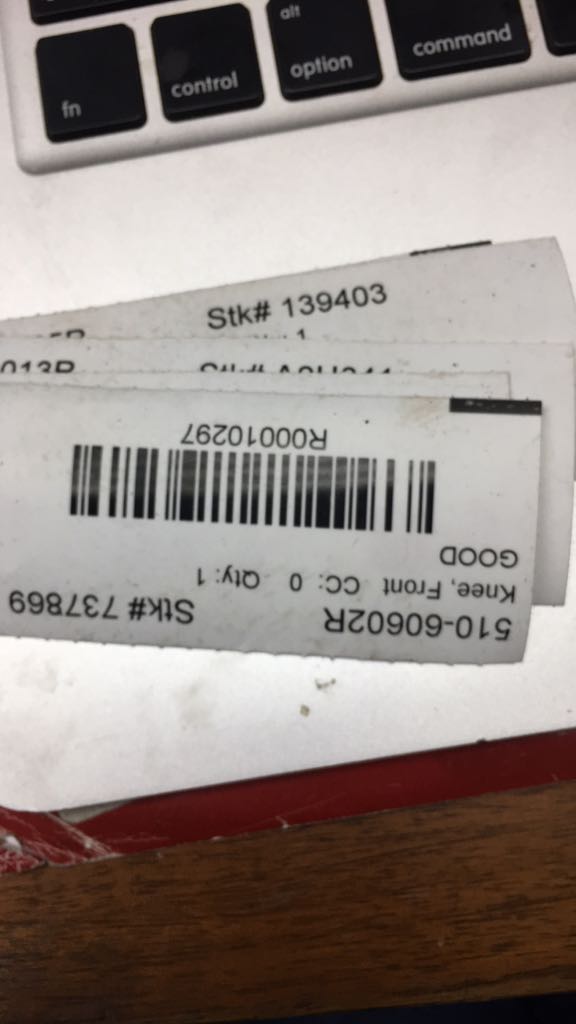 alt
fn
control
option
command
Stk# 139403
013R
510-60602R Stk# 737869
Knee, Front CC: 0 Qty: 1
GOOD
R00010297